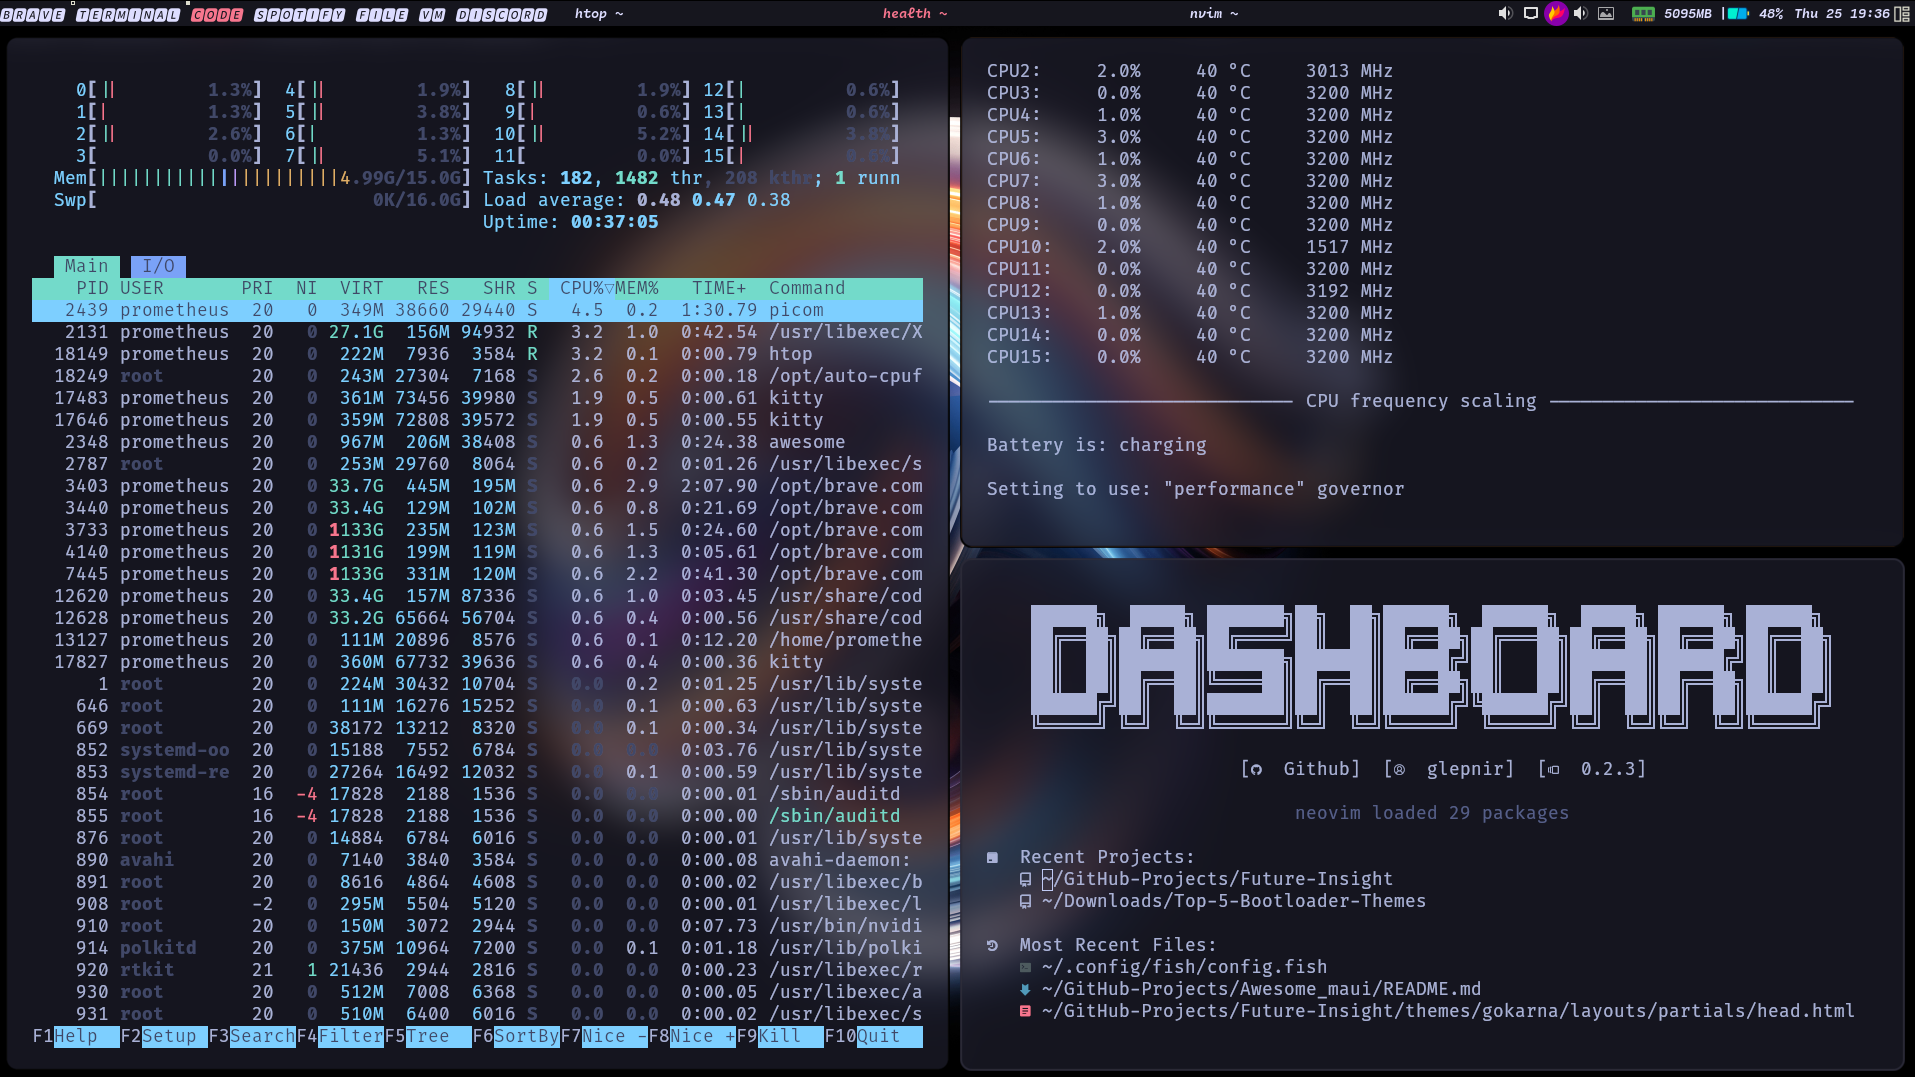 BRAVE TERMINAL CODE SPOTIFY FILE VM DISCORD htop ~ health ~ nvim ~ 5095MB | 48% Thu 25 19:36
0[|| 1.3%] 4[|| 1.9%] 8[|| 1.9%] 12[| 0.6%]
1[| 1.3%] 5[|| 3.8%] 9[| 0.6%] 13[| 0.6%]
2[|| 2.6%] 6[| 1.3%] 10[|| 5.2%] 14[|| 3.8%]
3[ 0.0%] 7[|| 5.1%] 11[ 0.0%] 15[| ]
Mem[||||||||||||||||||||||4.99G/15.0G] Tasks: 182, 1482 thr, 208 kthr; 1 runn
Swp[ 0K/16.0G] Load average: 0.48 0.47 0.38
Uptime: 00:37:05
Main I/O
PID USER PRI NI VIRT RES SHR S CPU%▽MEM% TIME+ Command
2439 prometheus 20 0 349M 38660 29440 S 4.5 0.2 1:30.79 picom
2131 prometheus 20 0 27.1G 156M 94932 R 3.2 1.0 0:42.54 /usr/libexec/X
18149 prometheus 20 0 222M 7936 3584 R 3.2 0.1 0:00.79 htop
18249 root 20 0 243M 27304 7168 S 2.6 0.2 0:00.18 /opt/auto-cpuf
17483 prometheus 20 0 361M 73456 39980 S 1.9 0.5 0:00.61 kitty
17646 prometheus 20 0 359M 72808 39572 S 1.9 0.5 0:00.55 kitty
2348 prometheus 20 0 967M 206M 38408 S 0.6 1.3 0:24.38 awesome
2787 root 20 0 253M 29760 8064 S 0.6 0.2 0:01.26 /usr/libexec/s
3403 prometheus 20 0 33.7G 445M 195M S 0.6 2.9 2:07.90 /opt/brave.com
3440 prometheus 20 0 33.4G 129M 102M S 0.6 0.8 0:21.69 /opt/brave.com
3733 prometheus 20 0 1133G 235M 123M S 0.6 1.5 0:24.60 /opt/brave.com
4140 prometheus 20 0 1131G 199M 119M S 0.6 1.3 0:05.61 /opt/brave.com
7445 prometheus 20 0 1133G 331M 120M S 0.6 2.2 0:41.30 /opt/brave.com
12620 prometheus 20 0 33.4G 157M 87336 S 0.6 1.0 0:03.45 /usr/share/cod
12628 prometheus 20 0 33.2G 65664 56704 S 0.6 0.4 0:00.56 /usr/share/cod
13127 prometheus 20 0 111M 20896 8576 S 0.6 0.1 0:12.20 /home/promethe
17827 prometheus 20 0 360M 67732 39636 S 0.6 0.4 0:00.36 kitty
1 root 20 0 224M 30432 10704 S 0.0 0.2 0:01.25 /usr/lib/syste
646 root 20 0 111M 16276 15252 S 0.0 0.1 0:00.63 /usr/lib/syste
669 root 20 0 38172 13212 8320 S 0.0 0.1 0:00.34 /usr/lib/syste
852 systemd-oo 20 0 15188 7552 6784 S 0.0 0.0 0:03.76 /usr/lib/syste
853 systemd-re 20 0 27264 16492 12032 S 0.0 0.1 0:00.59 /usr/lib/syste
854 root 16 -4 17828 2188 1536 S 0.0 0.0 0:00.01 /sbin/auditd
855 root 16 -4 17828 2188 1536 S 0.0 0.0 0:00.00 /sbin/auditd
876 root 20 0 14884 6784 6016 S 0.0 0.0 0:00.01 /usr/lib/syste
890 avahi 20 0 7140 3840 3584 S 0.0 0.0 0:00.08 avahi-daemon:
891 root 20 0 8616 4864 4608 S 0.0 0.0 0:00.02 /usr/libexec/b
908 root -2 0 295M 5504 5120 S 0.0 0.0 0:00.01 /usr/libexec/l
910 root 20 0 150M 3072 2944 S 0.0 0.0 0:07.73 /usr/bin/nvidi
914 polkitd 20 0 375M 10964 7200 S 0.0 0.1 0:01.18 /usr/lib/polki
920 rtkit 21 1 21436 2944 2816 S 0.0 0.0 0:00.23 /usr/libexec/r
930 root 20 0 512M 7008 6368 S 0.0 0.0 0:00.05 /usr/libexec/a
931 root 20 0 510M 6400 6016 S 0.0 0.0 0:00.02 /usr/libexec/s
F1Help F2Setup F3SearchF4FilterF5Tree F6SortByF7Nice -F8Nice +F9Kill F10Quit
CPU2: 2.0% 40 °C 3013 MHz
CPU3: 0.0% 40 °C 3200 MHz
CPU4: 1.0% 40 °C 3200 MHz
CPU5: 3.0% 40 °C 3200 MHz
CPU6: 1.0% 40 °C 3200 MHz
CPU7: 3.0% 40 °C 3200 MHz
CPU8: 1.0% 40 °C 3200 MHz
CPU9: 0.0% 40 °C 3200 MHz
CPU10: 2.0% 40 °C 1517 MHz
CPU11: 0.0% 40 °C 3200 MHz
CPU12: 0.0% 40 °C 3192 MHz
CPU13: 1.0% 40 °C 3200 MHz
CPU14: 0.0% 40 °C 3200 MHz
CPU15: 0.0% 40 °C 3200 MHz
CPU frequency scaling
Battery is: charging
Setting to use: "performance" governor
DASHBOARD
[ Github] [ glepnir] [ 0.2.3]
neovim loaded 29 packages
Recent Projects:
~/GitHub-Projects/Future-Insight
~/Downloads/Top-5-Bootloader-Themes
Most Recent Files:
~/.config/fish/config.fish
~/GitHub-Projects/Awesome_maui/README.md
~/GitHub-Projects/Future-Insight/themes/gokarna/layouts/partials/head.html